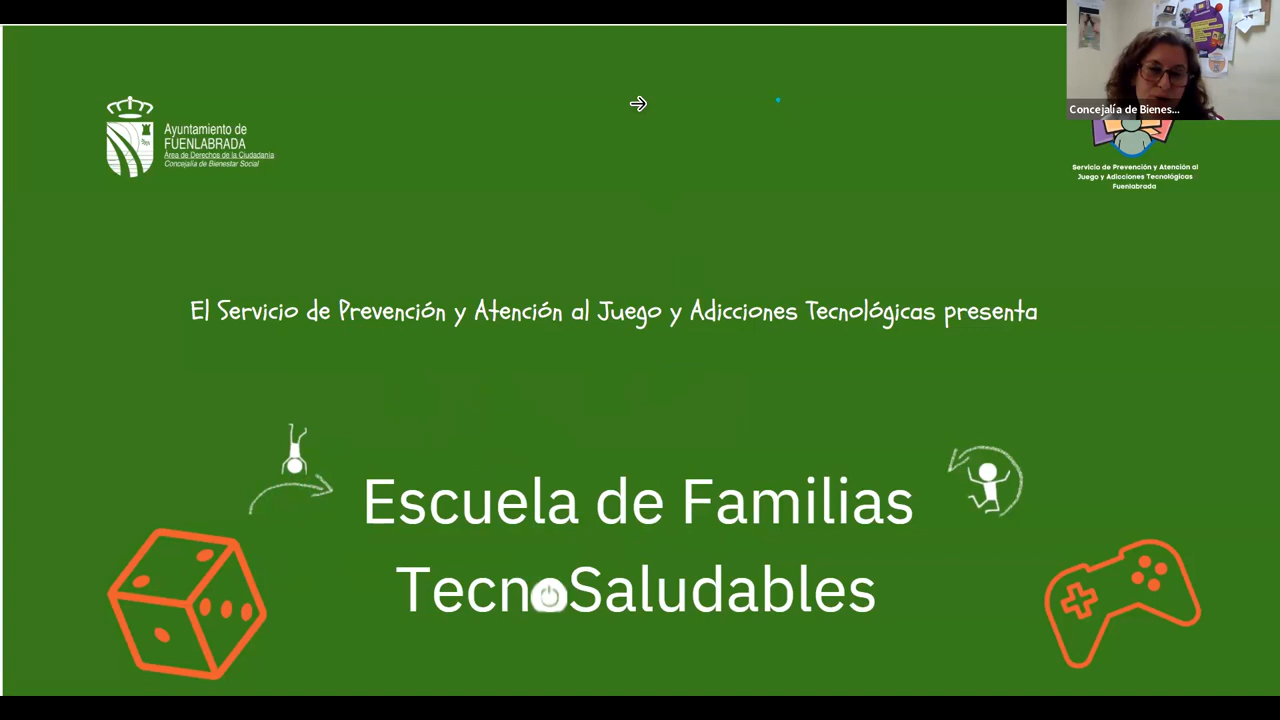 Ayuntamiento de
FUENLABRADA
Área de Derechos de la Ciudadanía
Concejalía de Bienestar Social
Concejalía de Bienes...
Servicio de Prevención y Atención al
Juego y Adicciones Tecnológicas
Fuenlabrada
El Servicio de Prevención y Atención al Juego y Adicciones Tecnológicas presenta
Escuela de Familias
TecnoSaludables